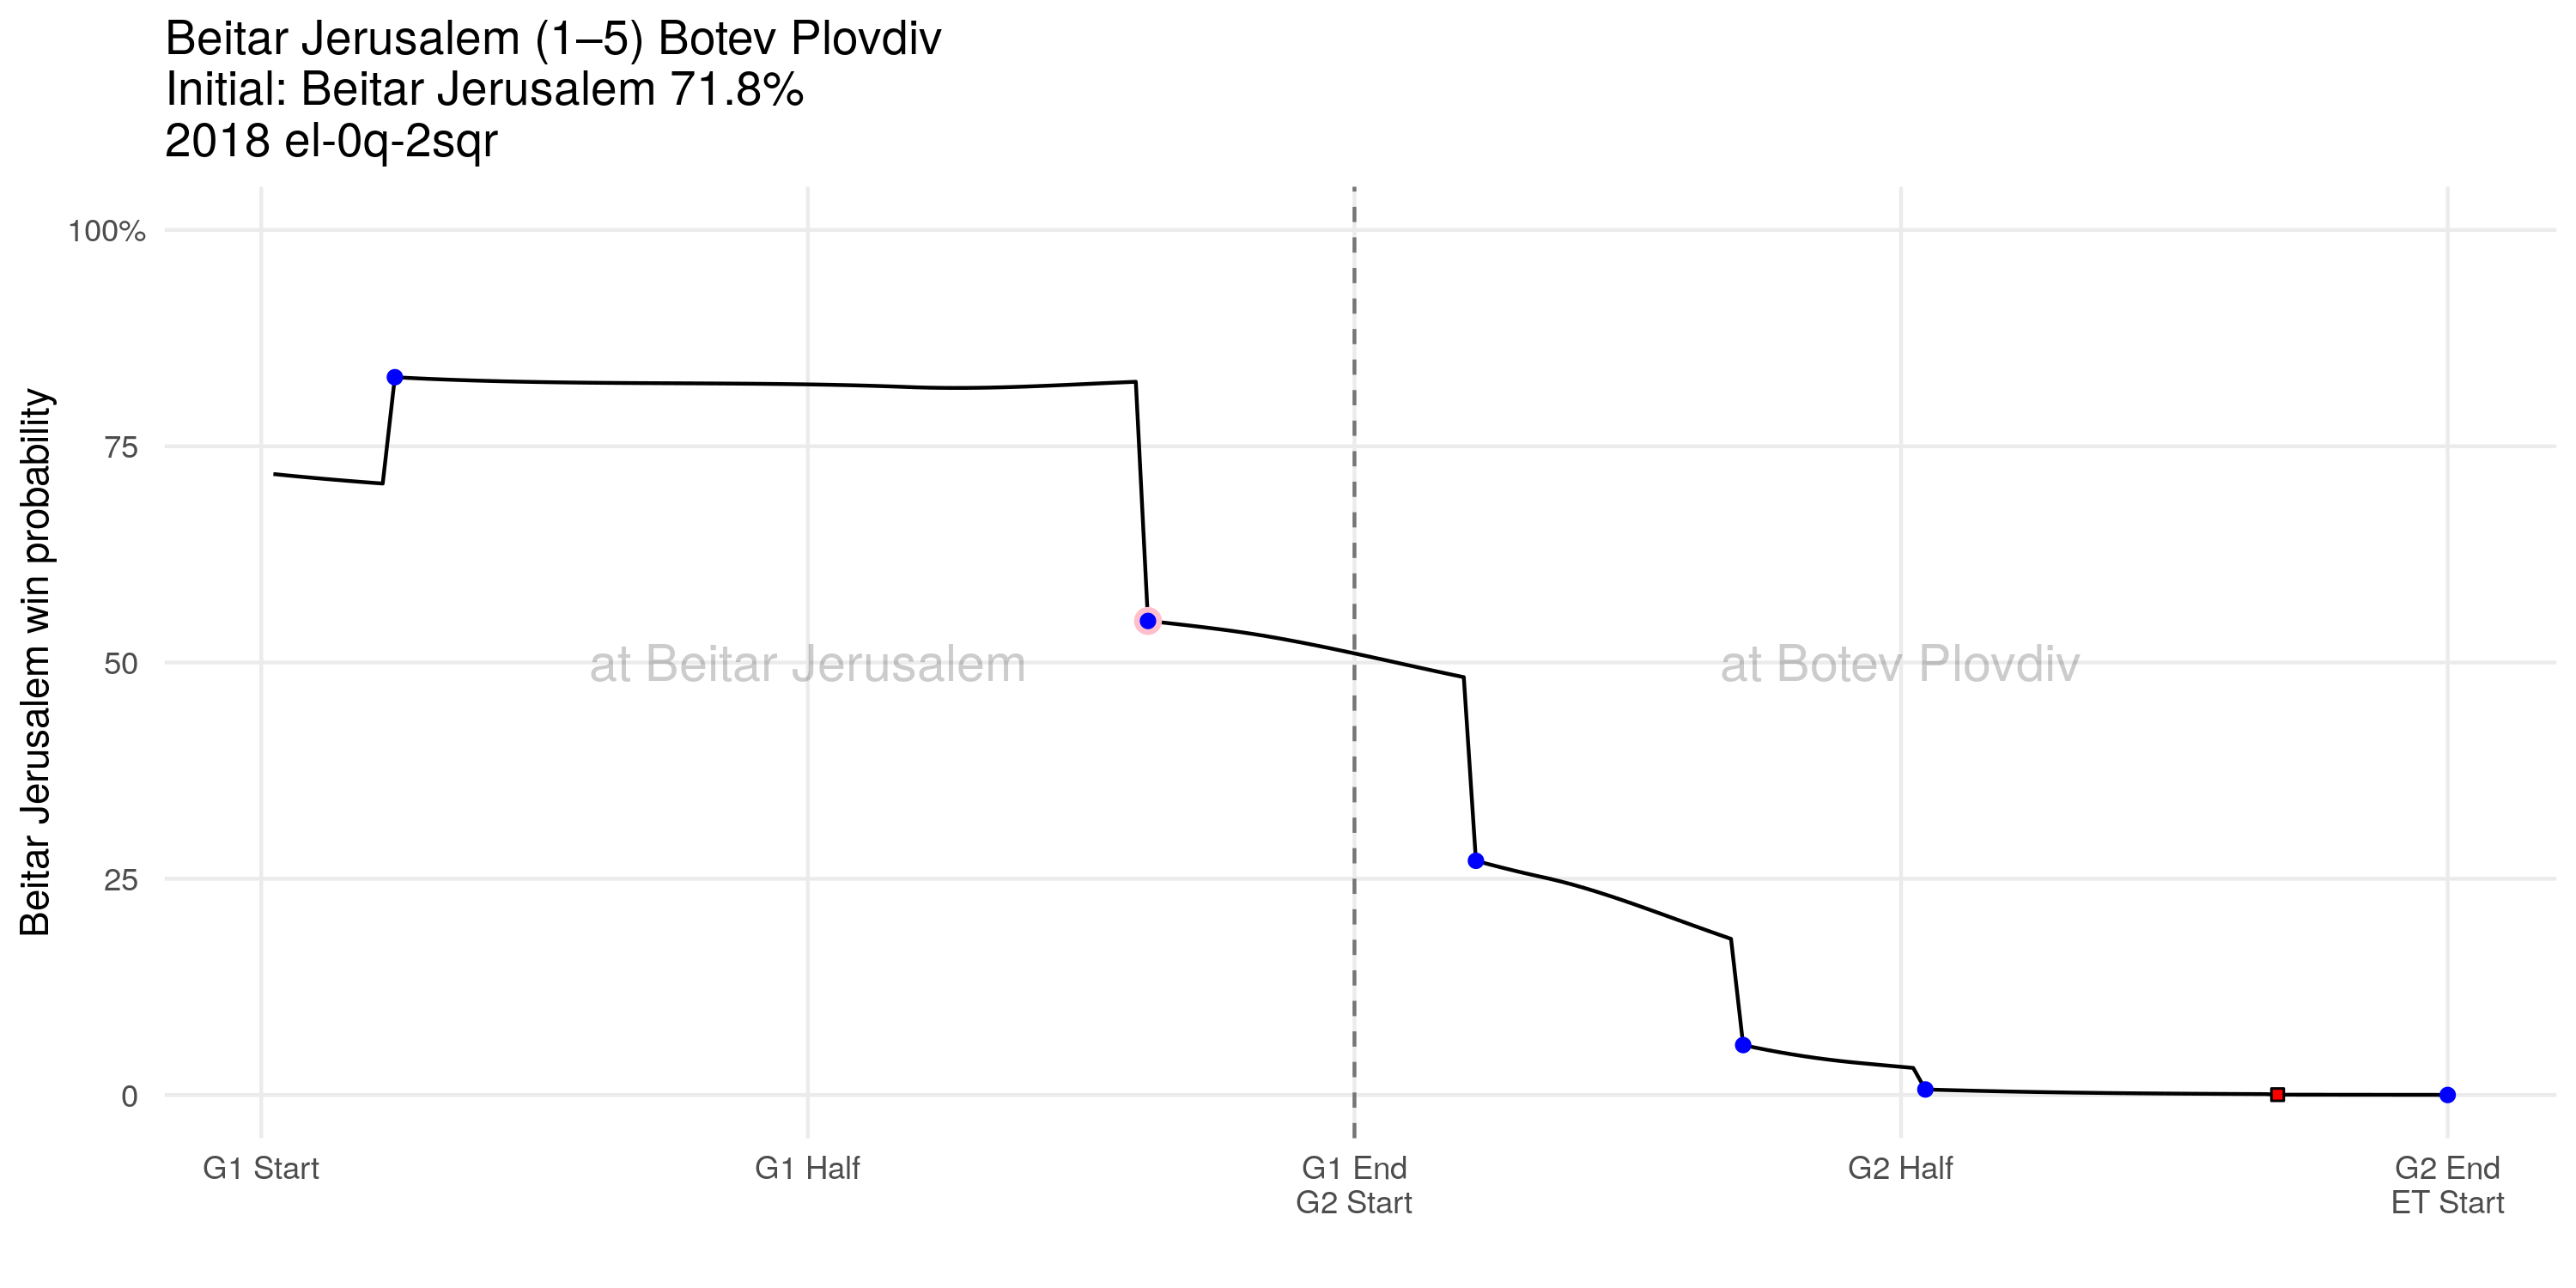 Beitar Jerusalem (1–5) Botev Plovdiv
Initial: Beitar Jerusalem 71.8%
2018 el-0q-2sqr
Beitar Jerusalem win probability
100%
75
50
25
0
at Beitar Jerusalem
at Botev Plovdiv
G1 Start
G1 Half
G1 End
G2 Start
G2 Half
G2 End
ET Start